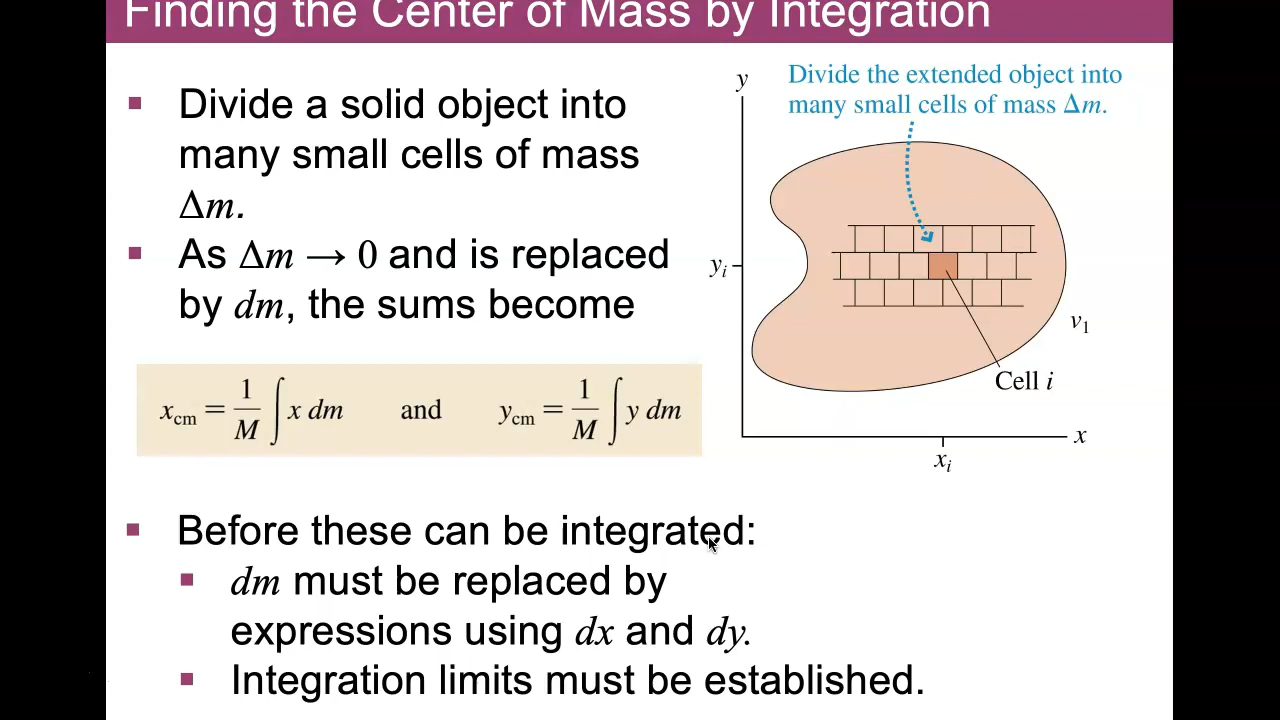 Finding the Center of Mass by Integration
▪ Divide a solid object into
many small cells of mass
Δm.
▪ As Δm → 0 and is replaced
by dm, the sums become
x_cm = 1/M ∫ x dm and y_cm = 1/M ∫ y dm
▪ Before these can be integrated:
▪ dm must be replaced by
expressions using dx and dy.
▪ Integration limits must be established.
y
Divide the extended object into
many small cells of mass Δm.
y_i
v_1
Cell i
x
x_i